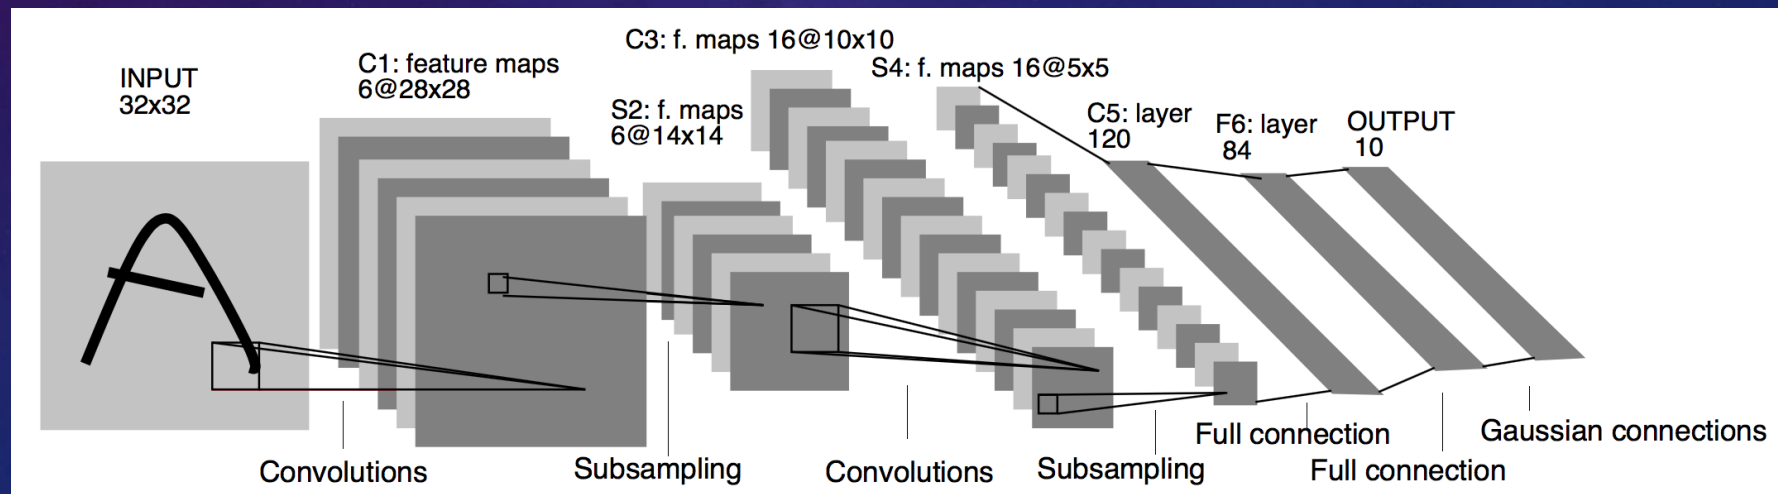 INPUT
32x32
C1: feature maps
6@28x28
S2: f. maps
6@14x14
C3: f. maps 16@10x10
S4: f. maps 16@5x5
C5: layer
120
F6: layer
84
OUTPUT
10
Convolutions
Subsampling
Convolutions
Subsampling
Full connection
Full connection
Gaussian connections